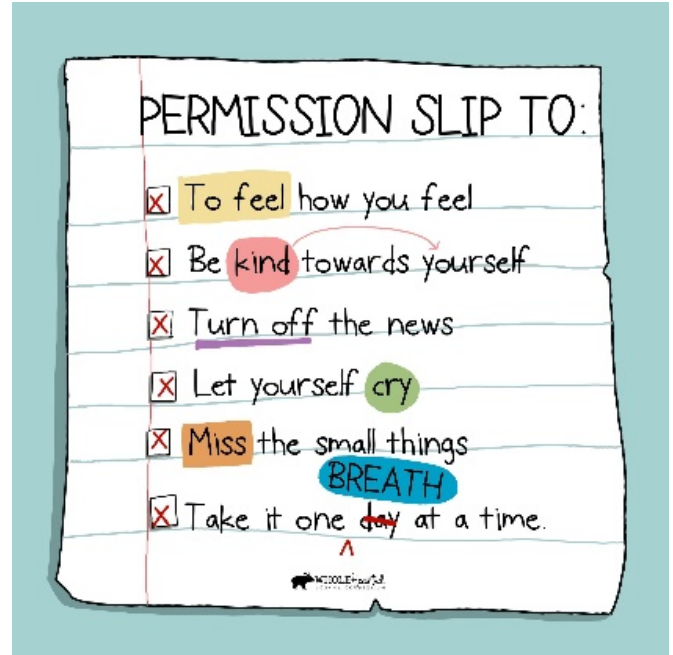 PERMISSION SLIP TO:
To feel how you feel
Be kind towards yourself
Turn off the news
Let yourself cry
Miss the small things
BREATH
Take it one day at a time.